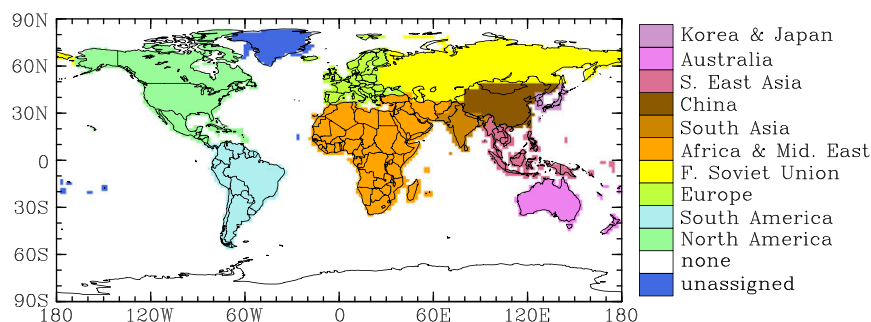 90N
60N
30N
0
30S
60S
90S
180
120W
60W
0
60E
120E
180
Korea & Japan
Australia
S. East Asia
China
South Asia
Africa & Mid. East
F. Soviet Union
Europe
South America
North America
none
unassigned